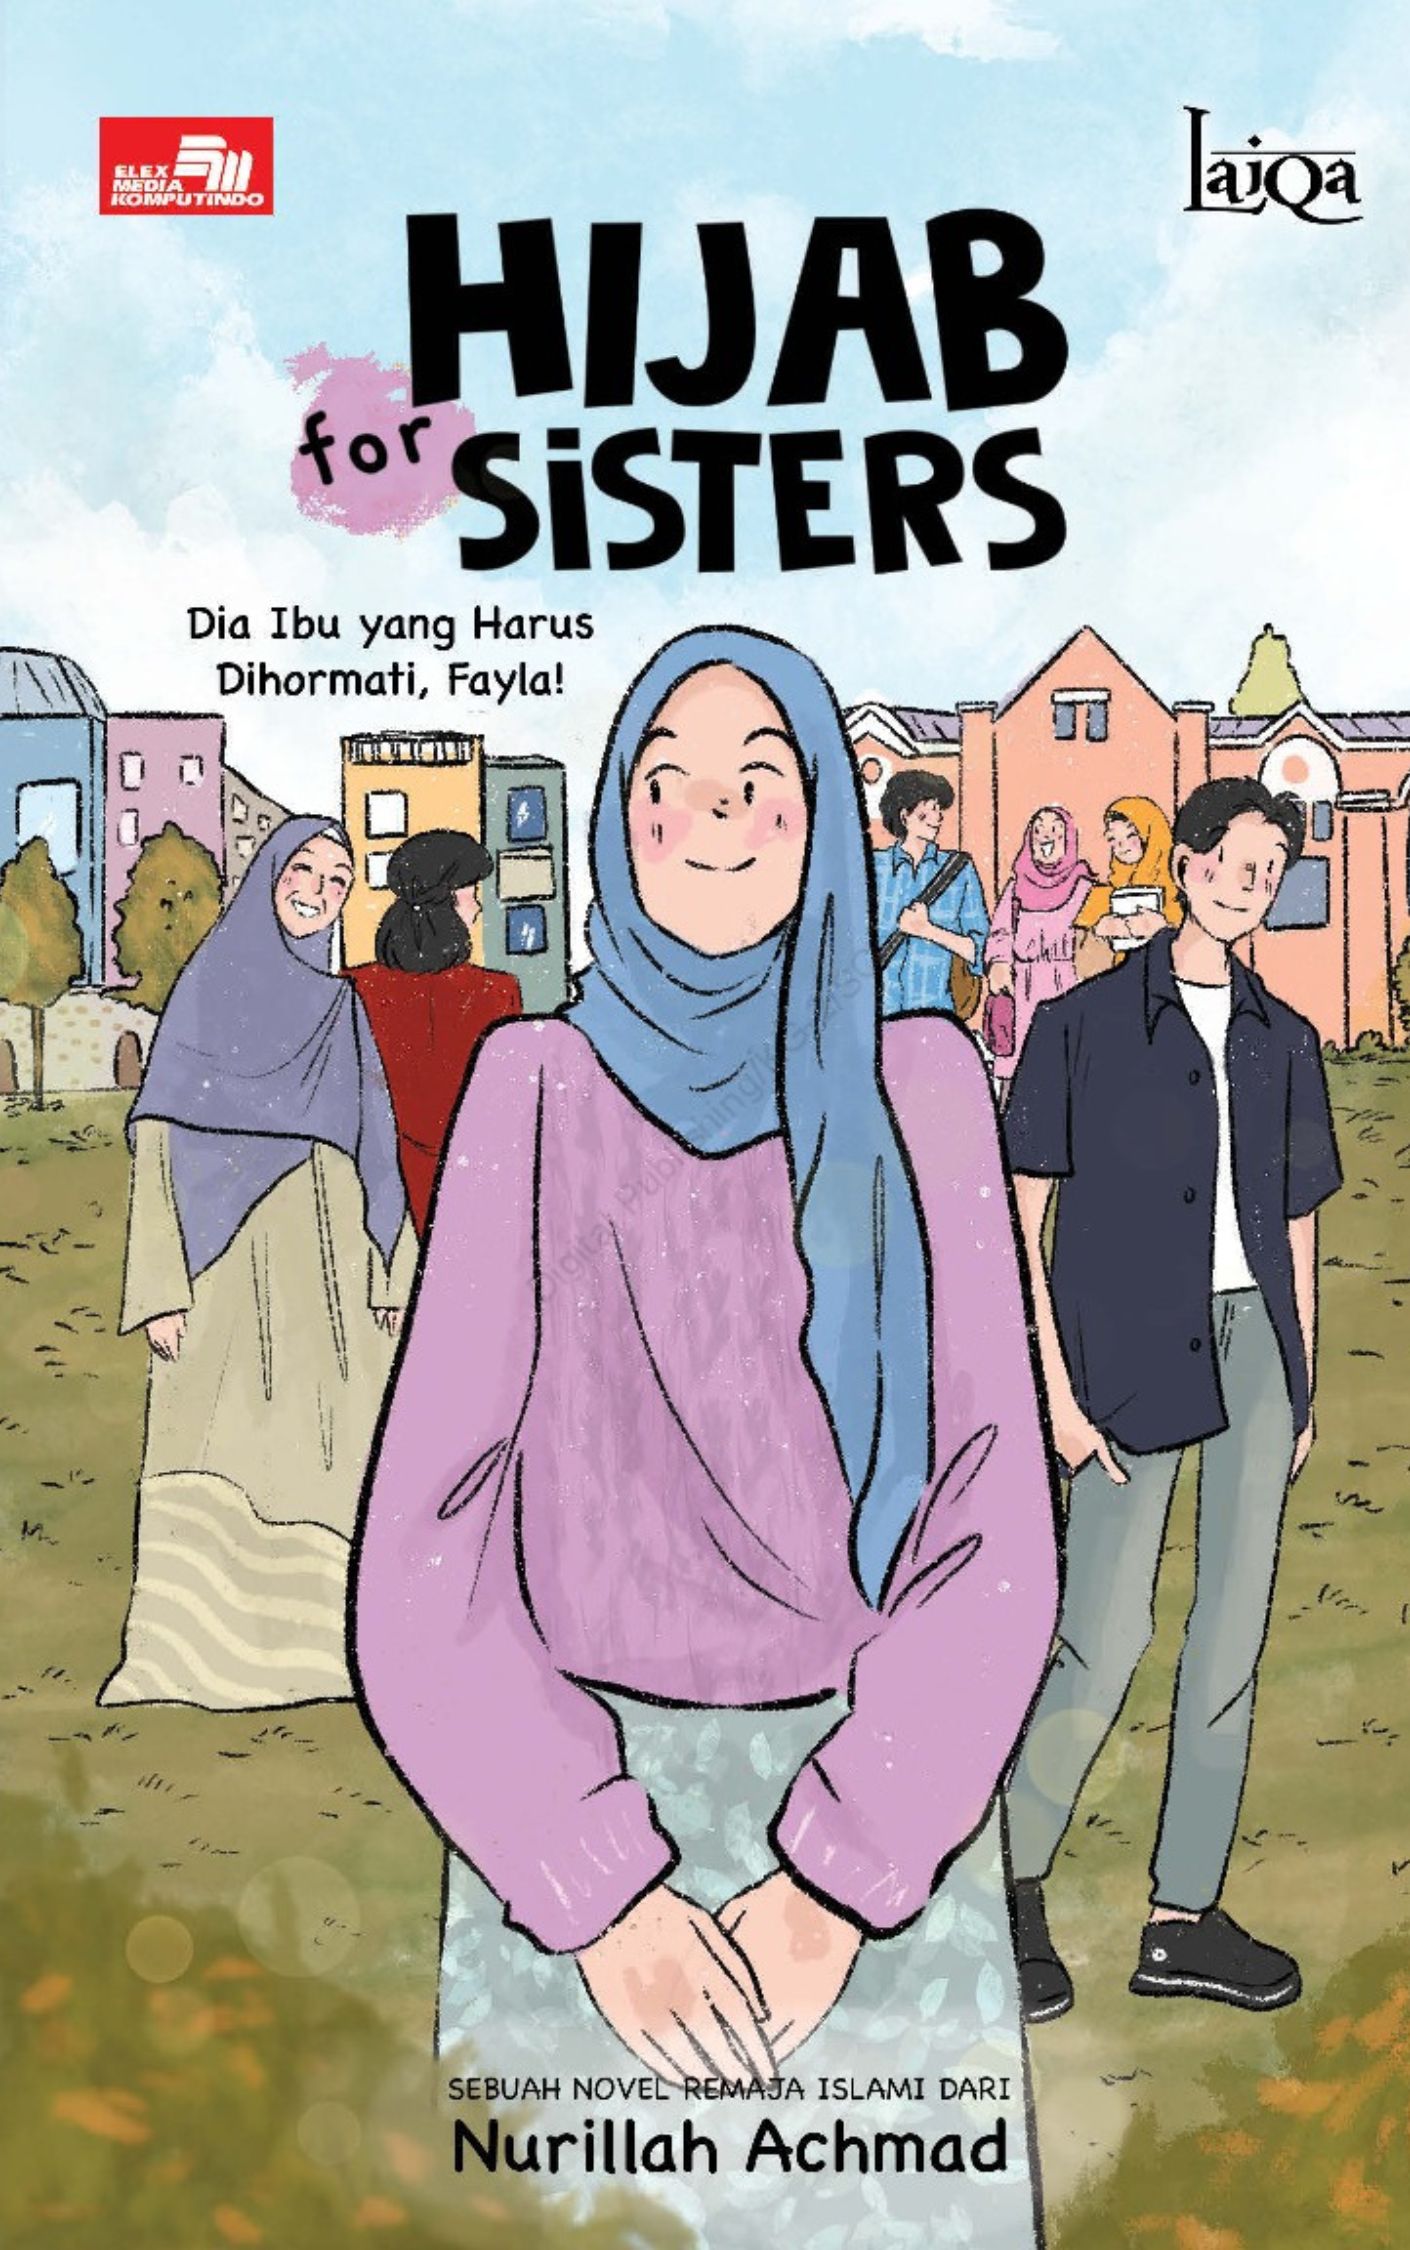 ELEX
MEDIA
KOMPUTINDO
Lajqa
HIJAB
for SiSTERS
Dia Ibu yang Harus
Dihormati, Fayla!
SEBUAH NOVEL REMAJA ISLAMI DARI
Nurillah Achmad